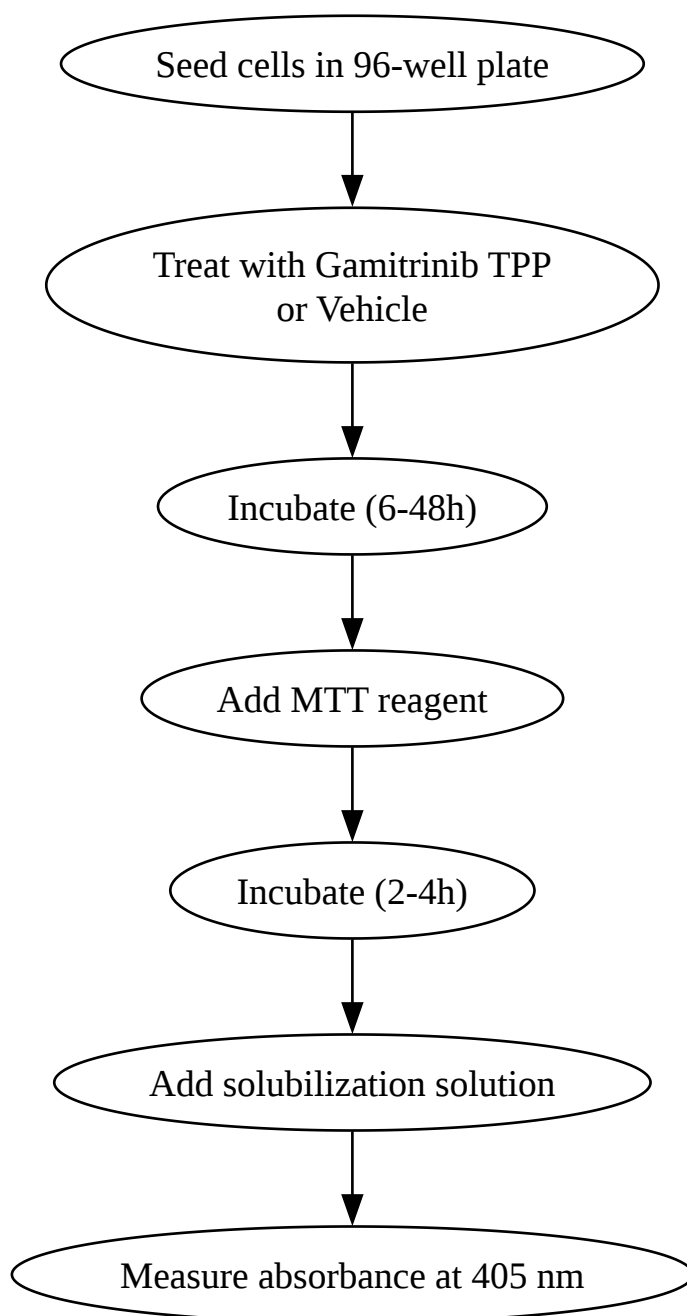 Seed cells in 96-well plate
Treat with Gamitrinib TPP
or Vehicle
Incubate (6-48h)
Add MTT reagent
Incubate (2-4h)
Add solubilization solution
Measure absorbance at 405 nm